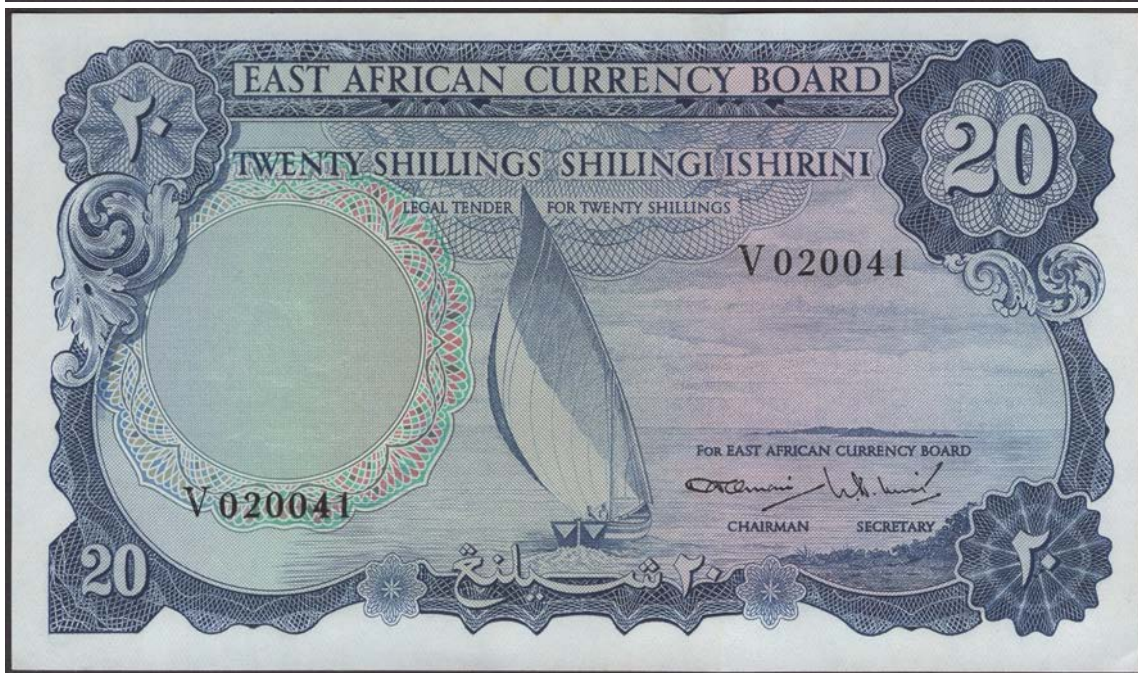 EAST AFRICAN CURRENCY BOARD
٢٠
20
TWENTY SHILLINGS SHILINGI ISHIRINI
LEGAL TENDER FOR TWENTY SHILLINGS
V 020041
FOR EAST AFRICAN CURRENCY BOARD
V 020041
CHAIRMAN SECRETARY
20
٢٠ شيلنغ
٢٠